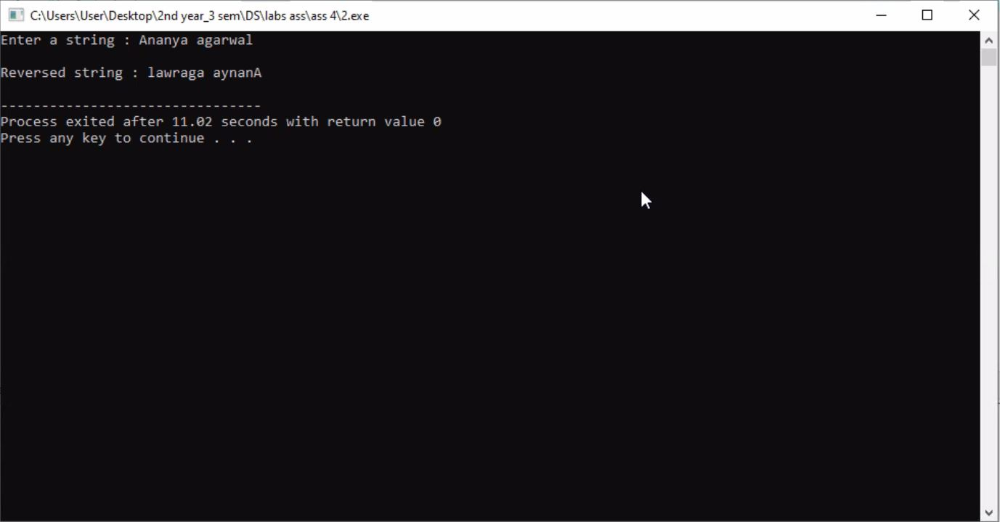 C:\Users\User\Desktop\2nd year_3 sem\DS\labs ass\ass 4\2.exe
Enter a string : Ananya agarwal
Reversed string : lawraga aynanA
--------------------------------
Process exited after 11.02 seconds with return value 0
Press any key to continue . . .